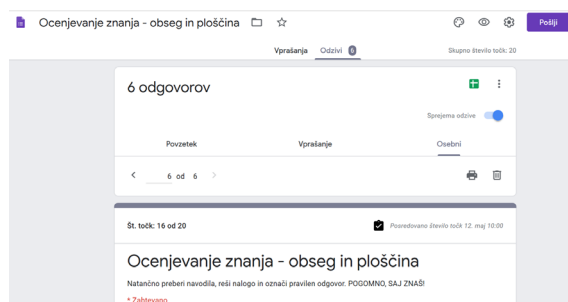 Ocenjevanje znanja - obseg in ploščina
Pošlji
Vprašanja Odzivi 6
Skupno število točk: 20
6 odgovorov
Sprejema odzive
Povzetek Vprašanje Osebni
6 od 6
Št. točk: 16 od 20
Posredovano število točk 12. maj 10:00
Ocenjevanje znanja - obseg in ploščina
Natančno preberi navodila, reši nalogo in označi pravilen odgovor. POGOMNO, SAJ ZNAŠ!
* Zahtevano